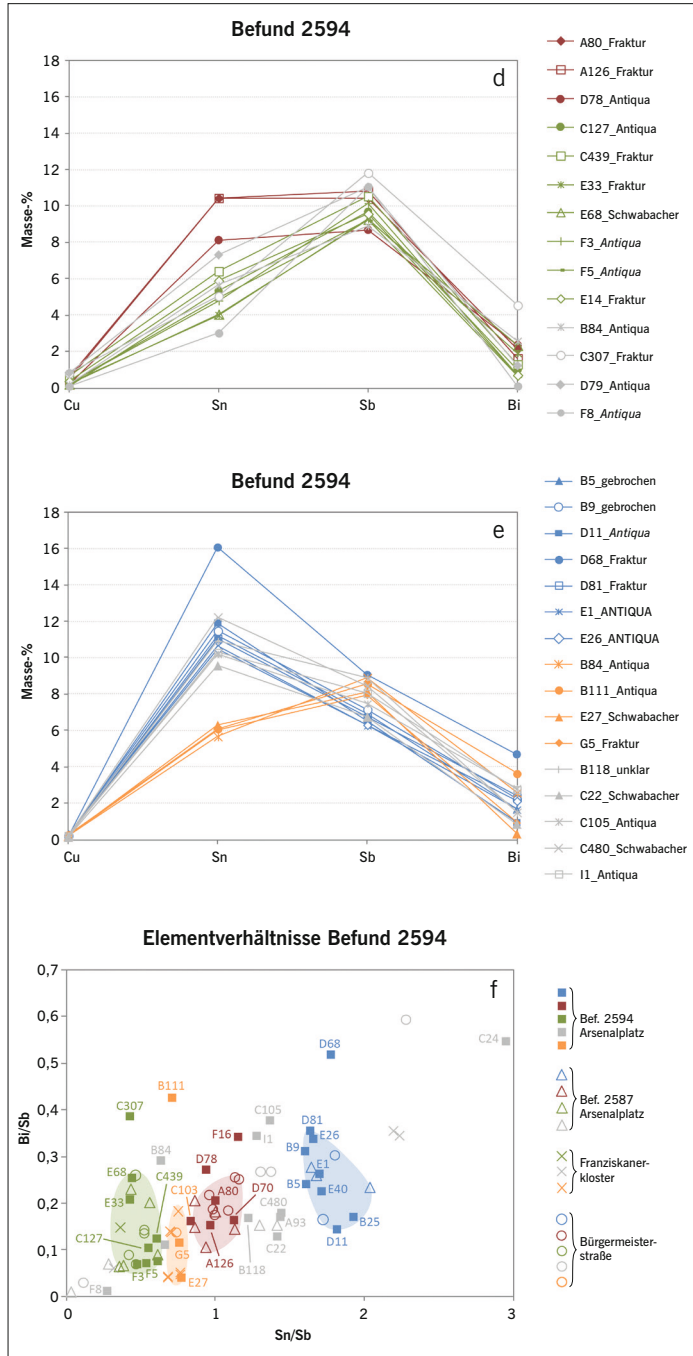 Befund 2594
d
18
16
14
12
10
8
6
4
2
0
Masse-%
Cu Sn Sb Bi
A80_Fraktur
A126_Fraktur
D78_Antiqua
C127_Antiqua
C439_Fraktur
E33_Fraktur
E68_Schwabacher
F3_Antiqua
F5_Antiqua
E14_Fraktur
B84_Antiqua
C307_Fraktur
D79_Antiqua
F8_Antiqua
Befund 2594
e
18
16
14
12
10
8
6
4
2
0
Masse-%
Cu Sn Sb Bi
B5_gebrochen
B9_gebrochen
D11_Antiqua
D68_Fraktur
D81_Fraktur
E1_ANTIQUA
E26_ANTIQUA
B84_Antiqua
B111_Antiqua
E27_Schwabacher
G5_Fraktur
B118_unklar
C22_Schwabacher
C105_Antiqua
C480_Schwabacher
I1_Antiqua
Elementverhältnisse Befund 2594
f
0,7
0,6
0,5
0,4
0,3
0,2
0,1
0
Bi/Sb
C24
D68
B111
C307
C105
F16
I1
D81
E26
B9
B84
D78
E68
C439
E1
B5
E40
E33
C103
A80
D70
C480
A93
B25
C127
G5
A126
B118
C22
D11
F3
F5
E27
F8
0 1 2 3
Sn/Sb
Bef. 2594
Arsenalplatz
Bef. 2587
Arsenalplatz
Franziskaner-
kloster
Bürgermeister-
straße